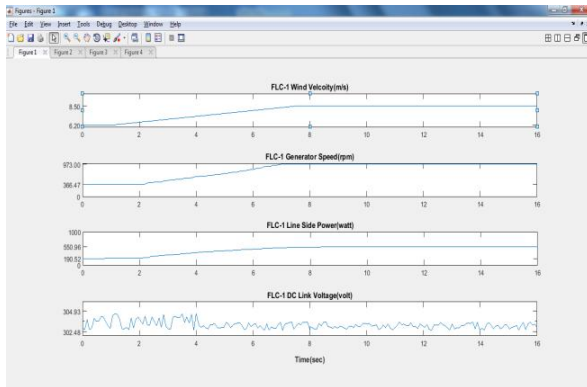 Figures - Figure 1
File Edit View Insert Tools Debug Desktop Window Help
Figure 1 Figure 2 Figure 3 Figure 4
FLC-1 Wind Velcoity(m/s)
8.50
6.20
0 2 4 6 8 10 12 14 16
FLC-1 Generator Speed(rpm)
973.00
366.47
0
0 2 4 6 8 10 12 14 16
FLC-1 Line Side Power(watt)
1000
550.96
190.52
0
0 2 4 6 8 10 12 14 16
FLC-1 DC Link Voltage(volt)
304.93
302.48
0 2 4 6 8 10 12 14 16
Time(sec)